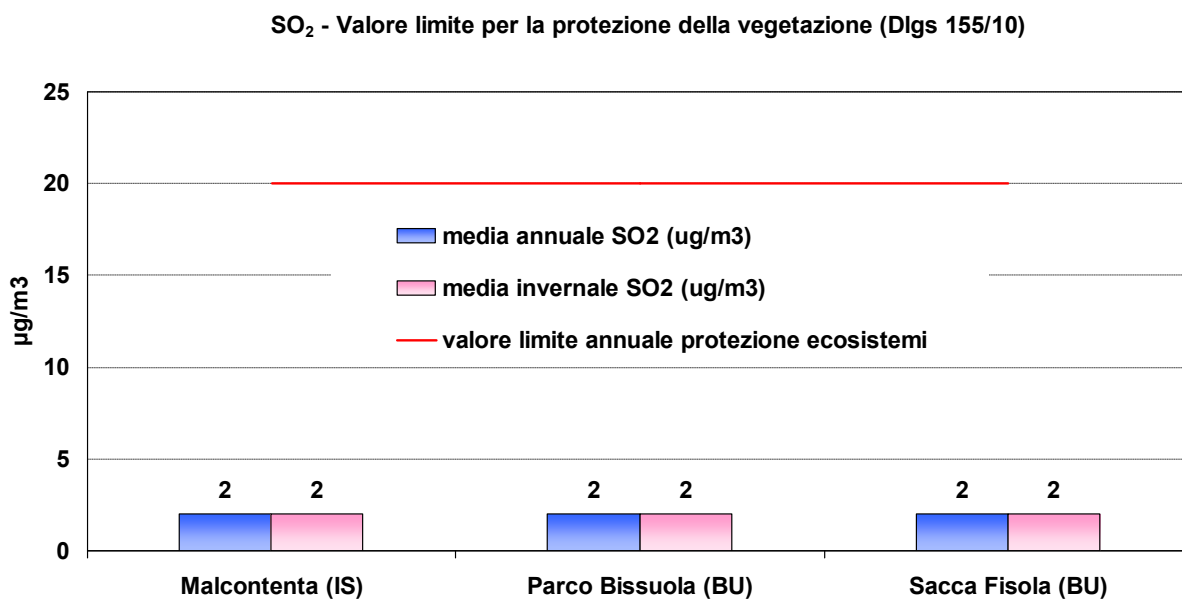 SO₂ - Valore limite per la protezione della vegetazione (Dlgs 155/10)
25
20
15
10
5
0
µg/m3
media annuale SO2 (ug/m3)
media invernale SO2 (ug/m3)
valore limite annuale protezione ecosistemi
2 2 2 2 2 2
Malcontenta (IS) Parco Bissuola (BU) Sacca Fisola (BU)